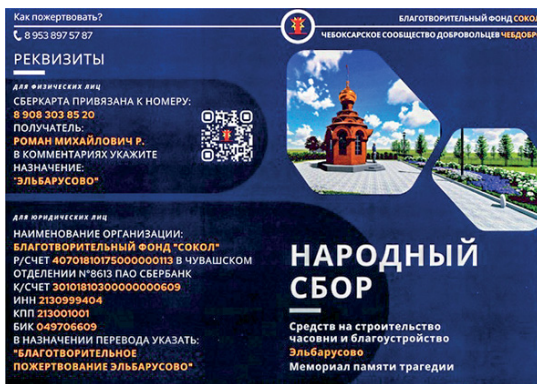 Как пожертвовать?
8 953 897 57 87
РЕКВИЗИТЫ
ДЛЯ ФИЗИЧЕСКИХ ЛИЦ
СБЕРКАРТА ПРИВЯЗАНА К НОМЕРУ:
8 908 303 85 20
ПОЛУЧАТЕЛЬ:
РОМАН МИХАЙЛОВИЧ Р.
В КОММЕНТАРИЯХ УКАЖИТЕ
НАЗНАЧЕНИЕ:
"ЭЛЬБАРУСОВО"
ДЛЯ ЮРИДИЧЕСКИХ ЛИЦ
НАИМЕНОВАНИЕ ОРГАНИЗАЦИИ:
БЛАГОТВОРИТЕЛЬНЫЙ ФОНД "СОКОЛ"
Р/СЧЕТ 40701810175000000113 В ЧУВАШСКОМ
ОТДЕЛЕНИИ N°8613 ПАО СБЕРБАНК
К/СЧЕТ 30101810300000000609
ИНН 2130999404
КПП 213001001
БИК 049706609
В НАЗНАЧЕНИИ ПЕРЕВОДА УКАЗАТЬ:
"БЛАГОТВОРИТЕЛЬНОЕ
ПОЖЕРТВОВАНИЕ ЭЛЬБАРУСОВО"
БЛАГОТВОРИТЕЛЬНЫЙ ФОНД СОКОЛ
ЧЕБОКСАРСКОЕ СООБЩЕСТВО ДОБРОВОЛЬЦЕВ ЧЕБДОБРО
НАРОДНЫЙ
СБОР
Средств на строительство
часовни и благоустройство
Эльбарусово
Мемориал памяти трагедии